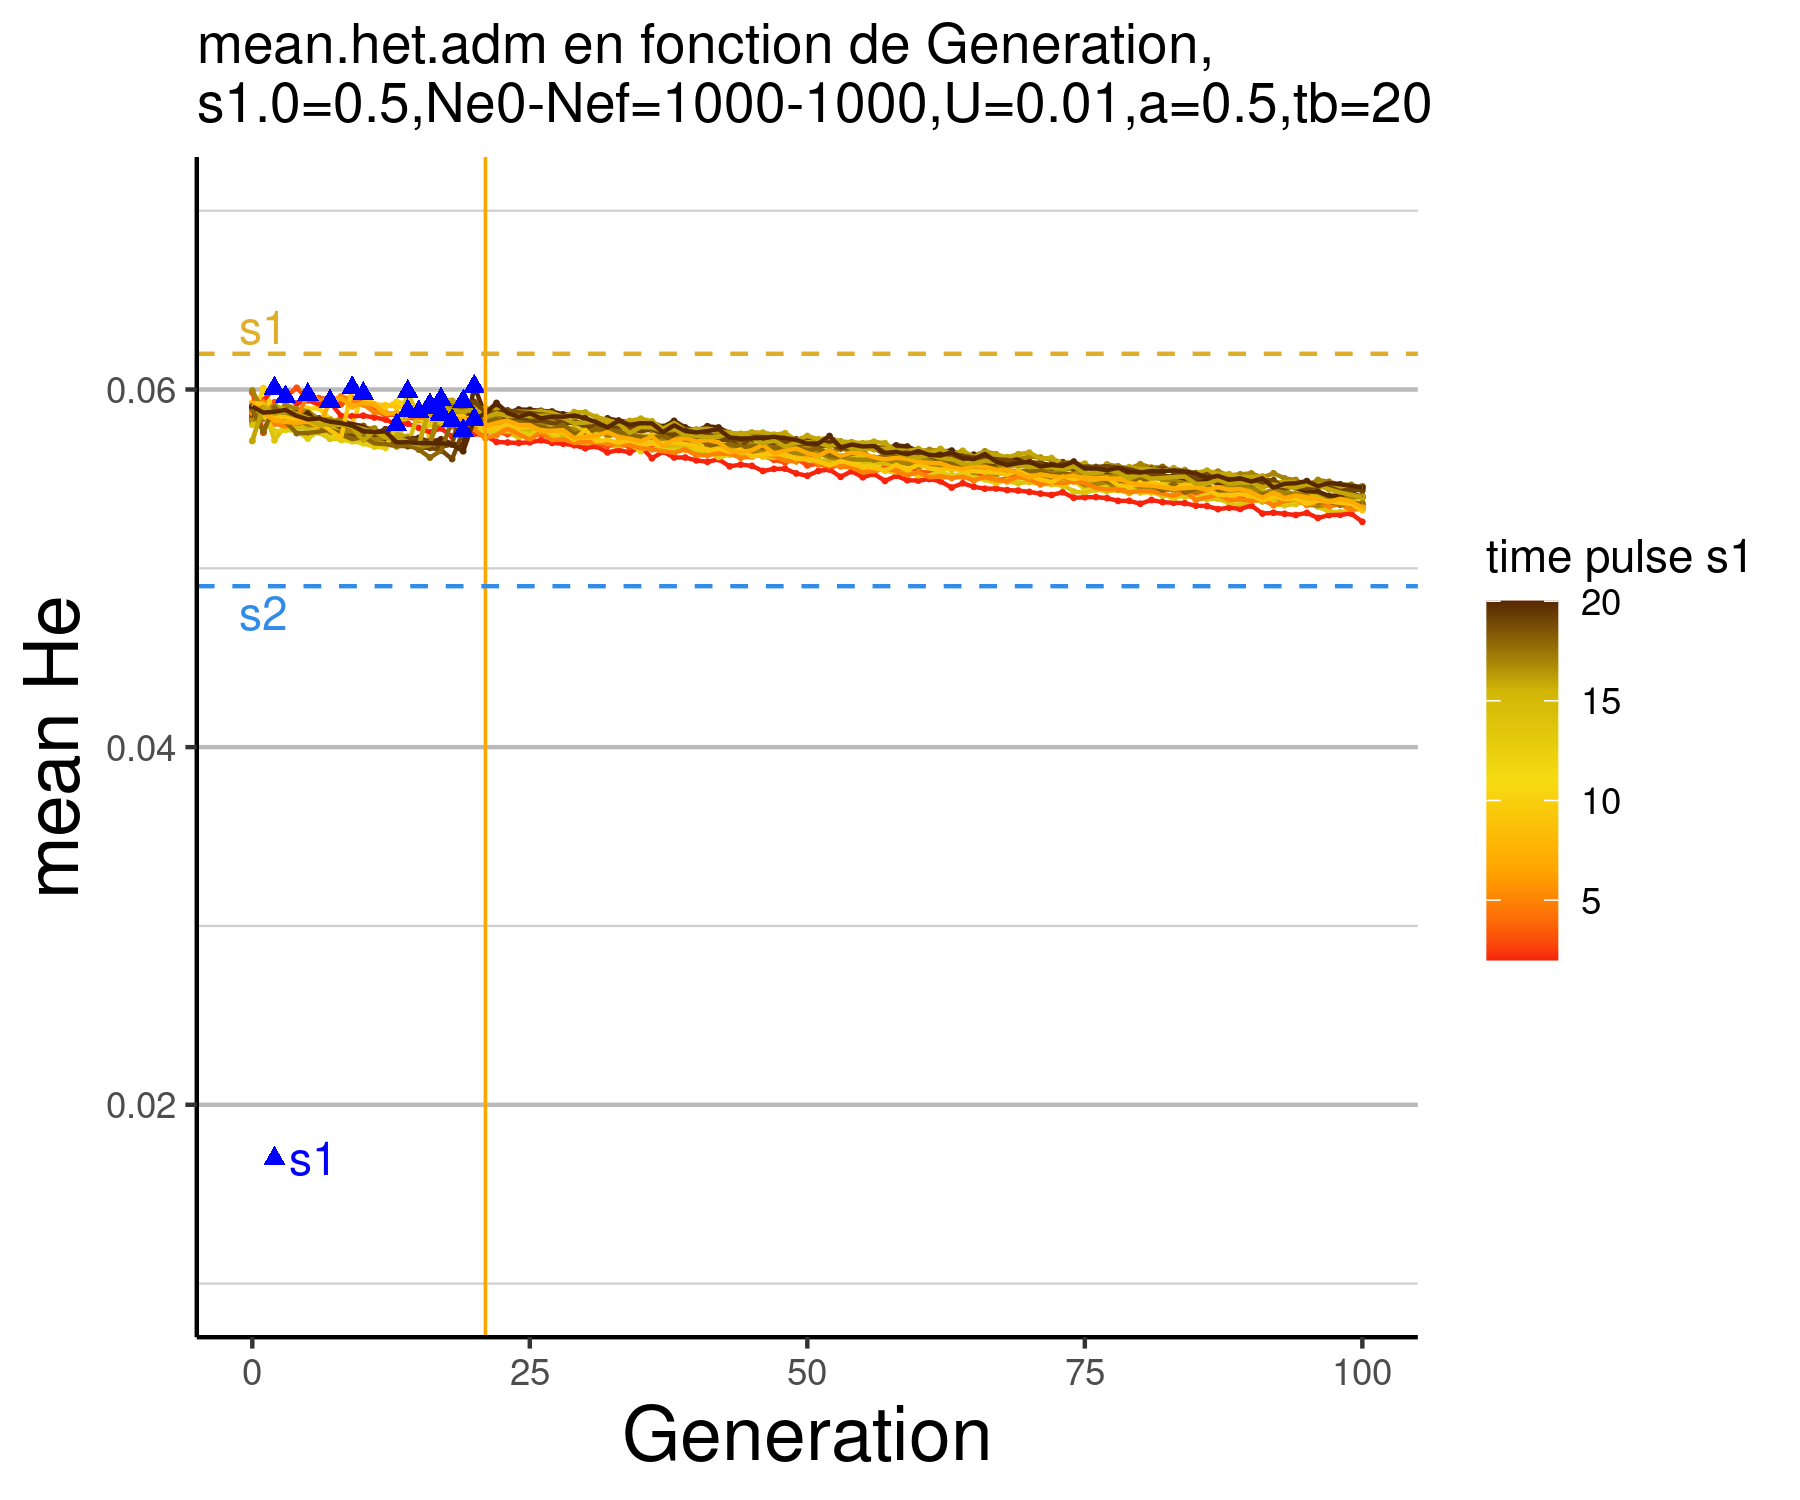 mean.het.adm en fonction de Generation,
s1.0=0.5,Ne0-Nef=1000-1000,U=0.01,a=0.5,tb=20
s1
0.06
s2
mean He
0.04
0.02
s1
0
25
50
75
100
Generation
time pulse s1
20
15
10
5